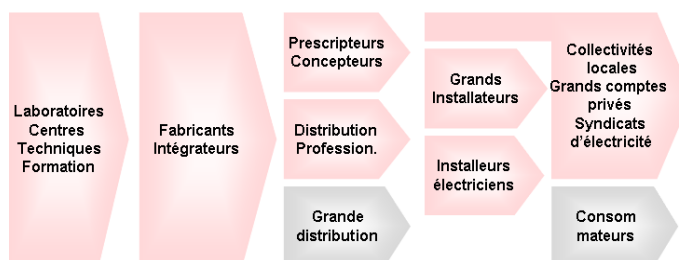 Laboratoires
Centres
Techniques
Formation
Fabricants
Intégrateurs
Prescripteurs
Concepteurs
Distribution
Profession.
Grande
distribution
Grands
Installateurs
Installeurs
électriciens
Collectivités
locales
Grands comptes
privés
Syndicats
d'électricité
Consom
mateurs